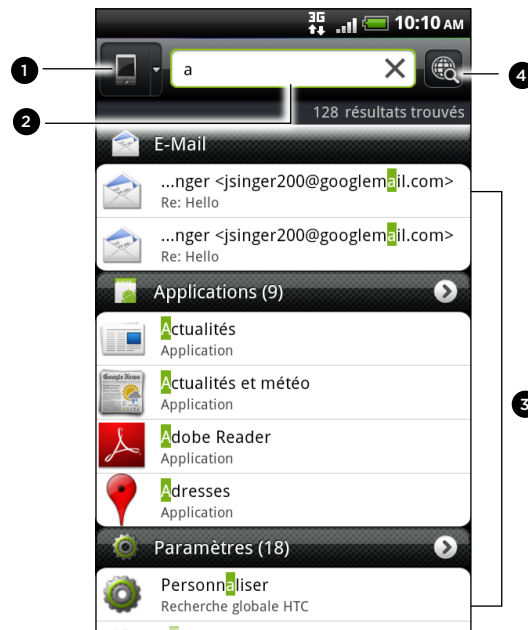 3G 10:10 AM
1
a
4
2
128 résultats trouvés
E-Mail
...nger <jsinger200@googlemail.com>
Re: Hello
...nger <jsinger200@googlemail.com>
Re: Hello
Applications (9)
Actualités
Application
Google News
Actualités et météo
Application
3
Adobe Reader
Application
Adresses
Application
Paramètres (18)
Personnaliser
Recherche globale HTC